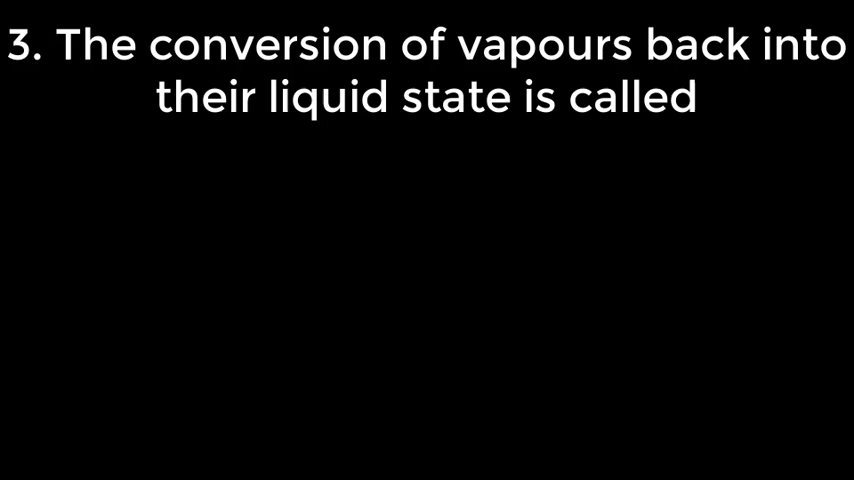 3. The conversion of vapours back into
their liquid state is called